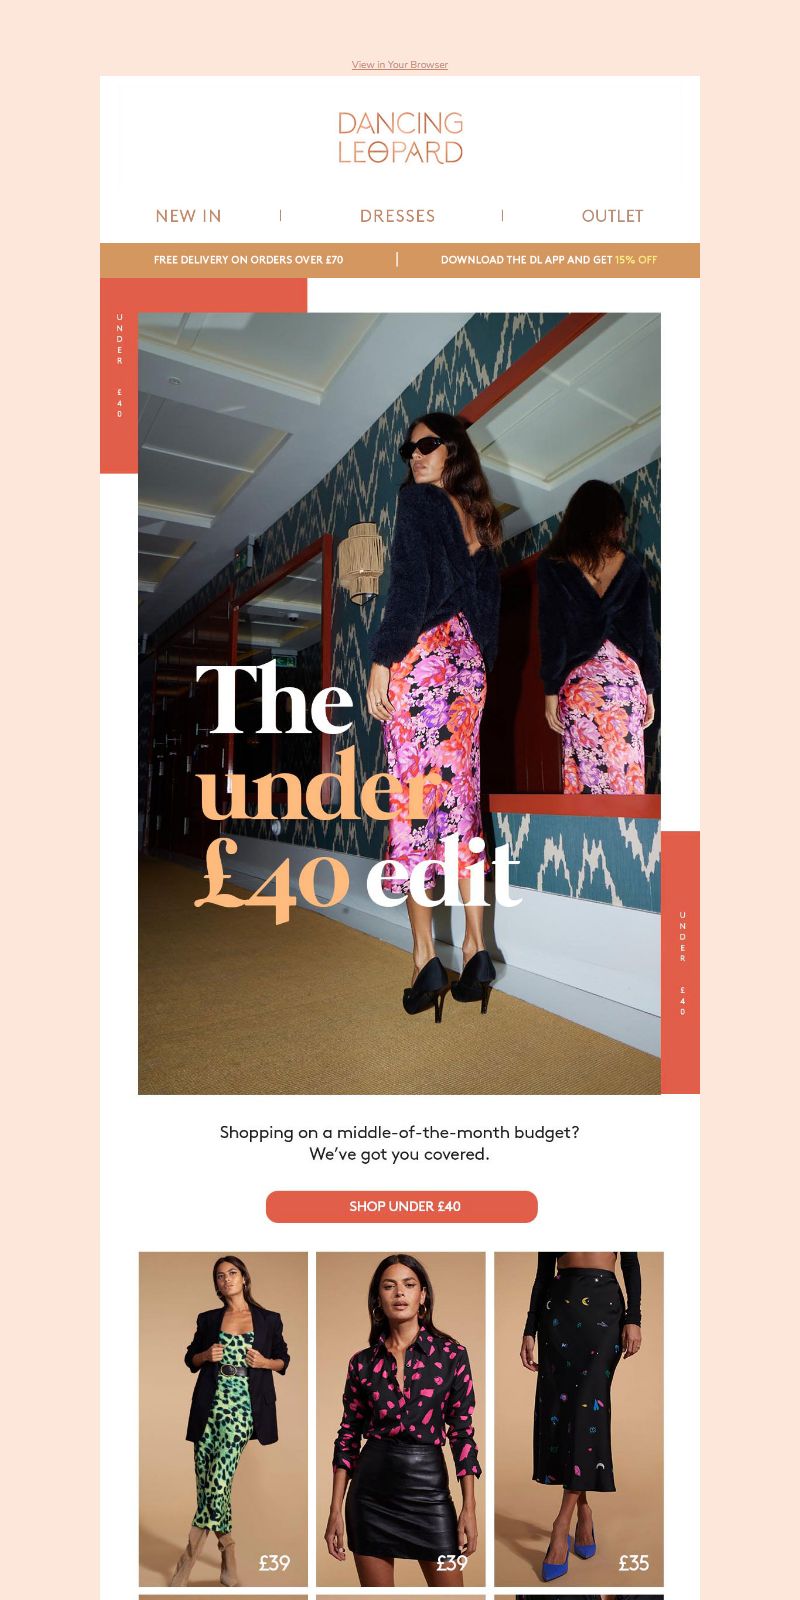 View in Your Browser
DANCING
LEOPARD
NEW IN | DRESSES | OUTLET
FREE DELIVERY ON ORDERS OVER £70 | DOWNLOAD THE DL APP AND GET 15% OFF
UNDER £40
The
under
£40 edit
UNDER £40
Shopping on a middle-of-the-month budget?
We’ve got you covered.
SHOP UNDER £40
£39
£39
£35